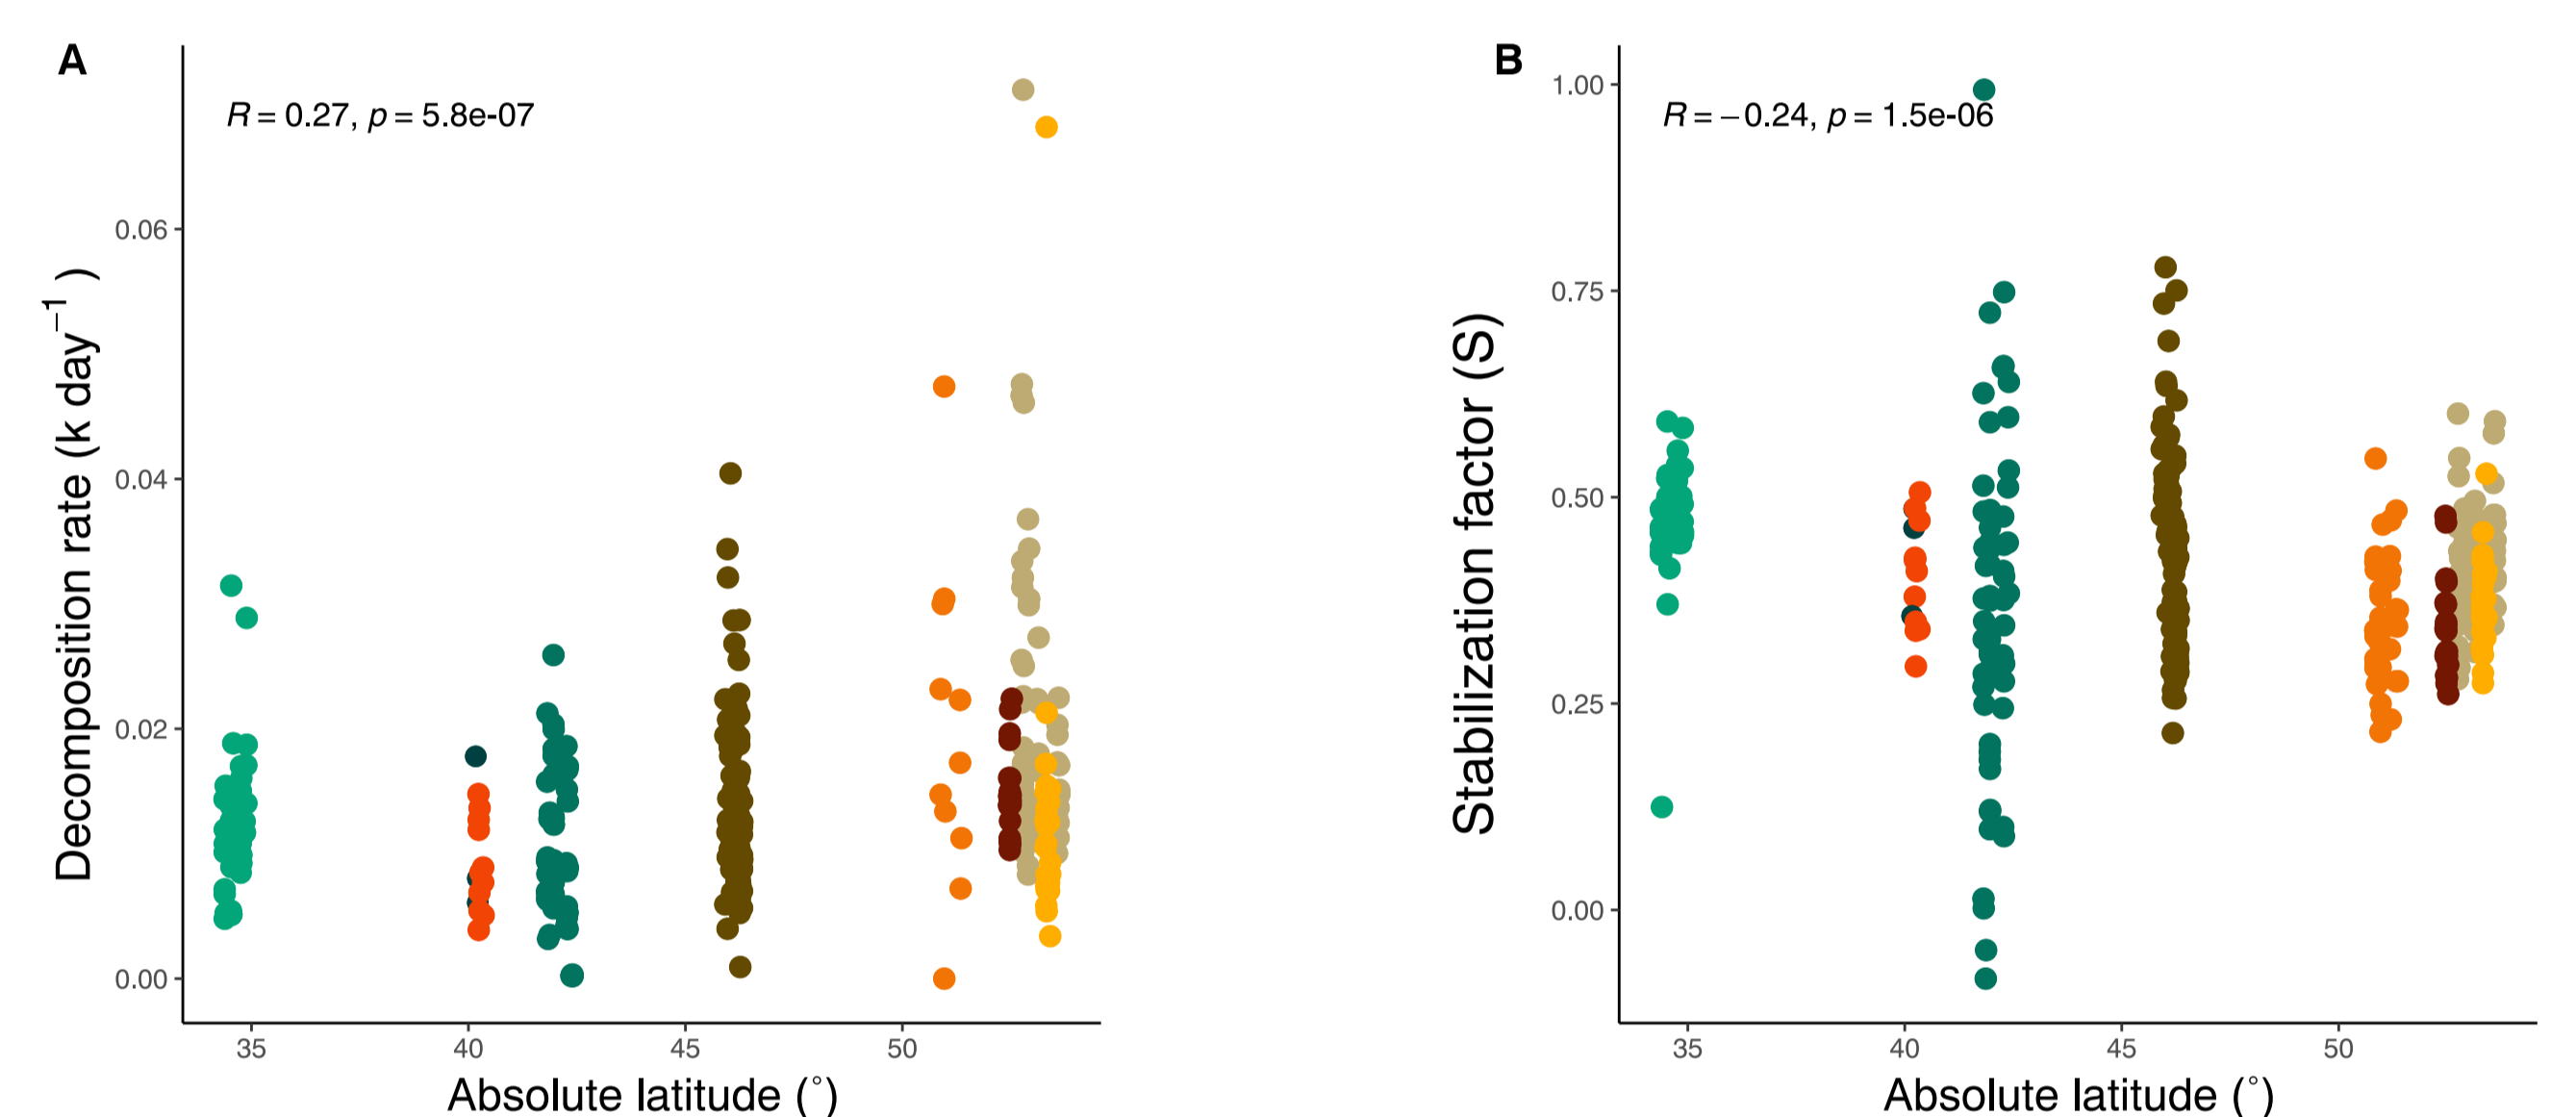 A
R = 0.27, p = 5.8e-07
Decomposition rate (k day⁻¹ )
0.06
0.04
0.02
0.00
35 40 45 50
Absolute latitude (°)
B
R = −0.24, p = 1.5e-06
Stabilization factor (S)
1.00
0.75
0.50
0.25
0.00
35 40 45 50
Absolute latitude (°)